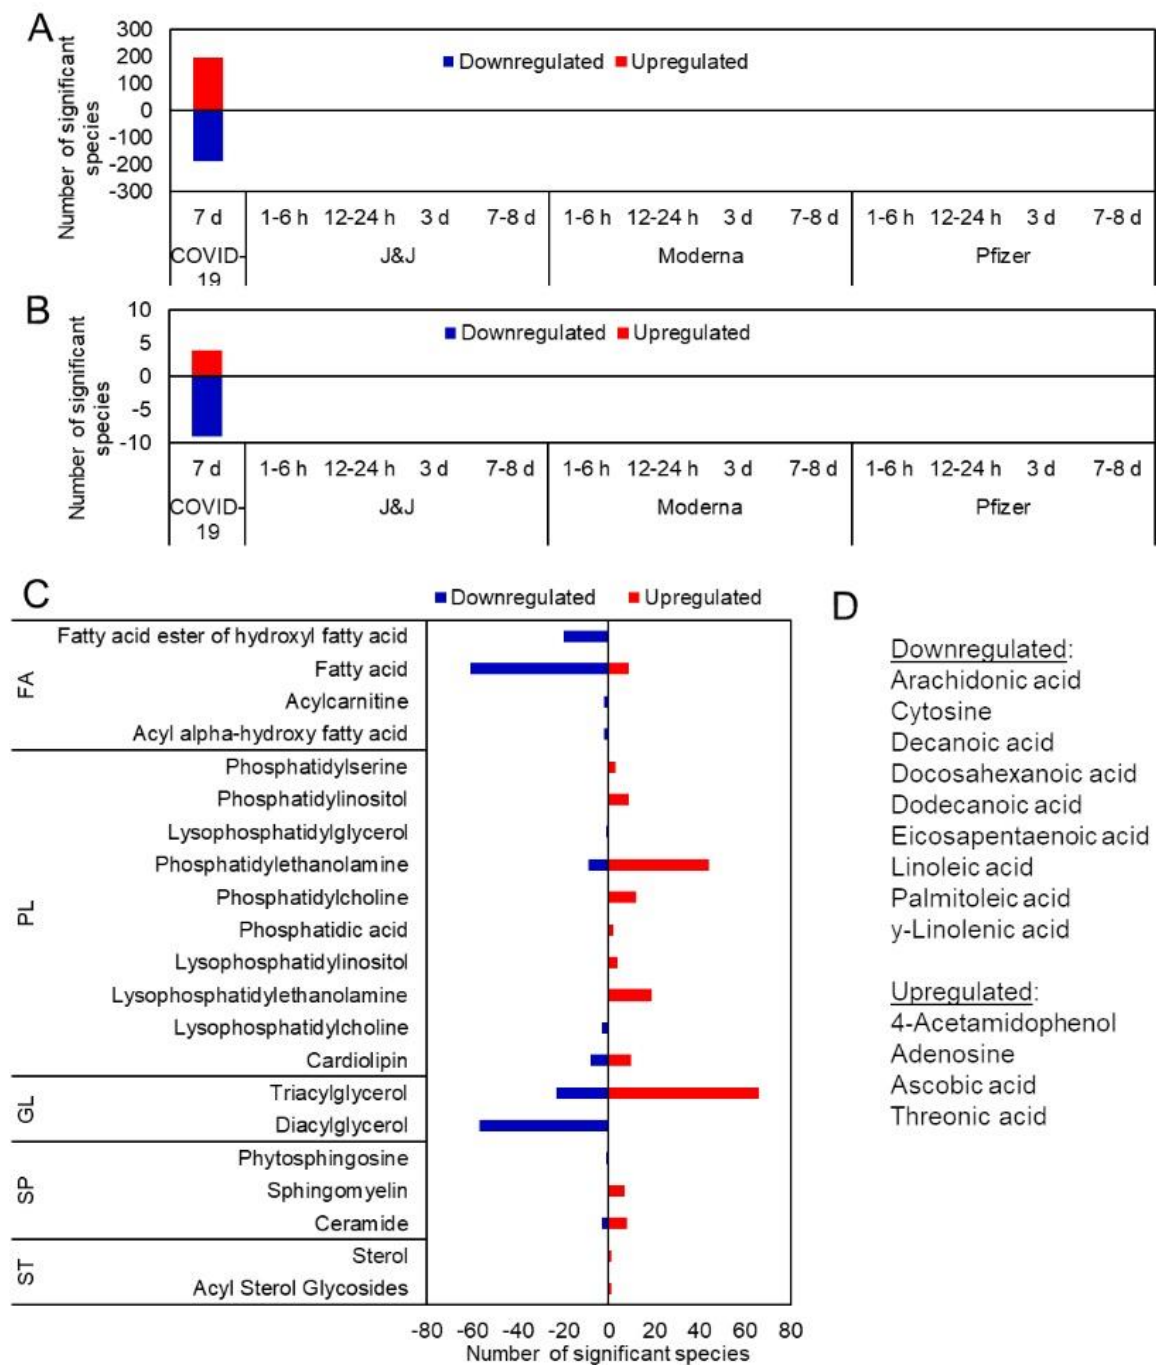 A
Number of significant
species
300
200
100
0
-100
-200
-300
Downregulated Upregulated
7 d 1-6 h 12-24 h 3 d 7-8 d 1-6 h 12-24 h 3 d 7-8 d 1-6 h 12-24 h 3 d 7-8 d
COVID-
19
J&J Moderna Pfizer
B
Number of significant
species
10
5
0
-5
-10
Downregulated Upregulated
7 d 1-6 h 12-24 h 3 d 7-8 d 1-6 h 12-24 h 3 d 7-8 d 1-6 h 12-24 h 3 d 7-8 d
COVID-
19
J&J Moderna Pfizer
C
Downregulated Upregulated
FA
Fatty acid ester of hydroxyl fatty acid
Fatty acid
Acylcarnitine
Acyl alpha-hydroxy fatty acid
PL
Phosphatidylserine
Phosphatidylinositol
Lysophosphatidylglycerol
Phosphatidylethanolamine
Phosphatidylcholine
Phosphatidic acid
Lysophosphatidylinositol
Lysophosphatidylethanolamine
Lysophosphatidylcholine
Cardiolipin
GL
Triacylglycerol
Diacylglycerol
SP
Phytosphingosine
Sphingomyelin
Ceramide
ST
Sterol
Acyl Sterol Glycosides
-80 -60 -40 -20 0 20 40 60 80
Number of significant species
D
Downregulated:
Arachidonic acid
Cytosine
Decanoic acid
Docosahexanoic acid
Dodecanoic acid
Eicosapentaenoic acid
Linoleic acid
Palmitoleic acid
y-Linolenic acid
Upregulated:
4-Acetamidophenol
Adenosine
Ascobic acid
Threonic acid